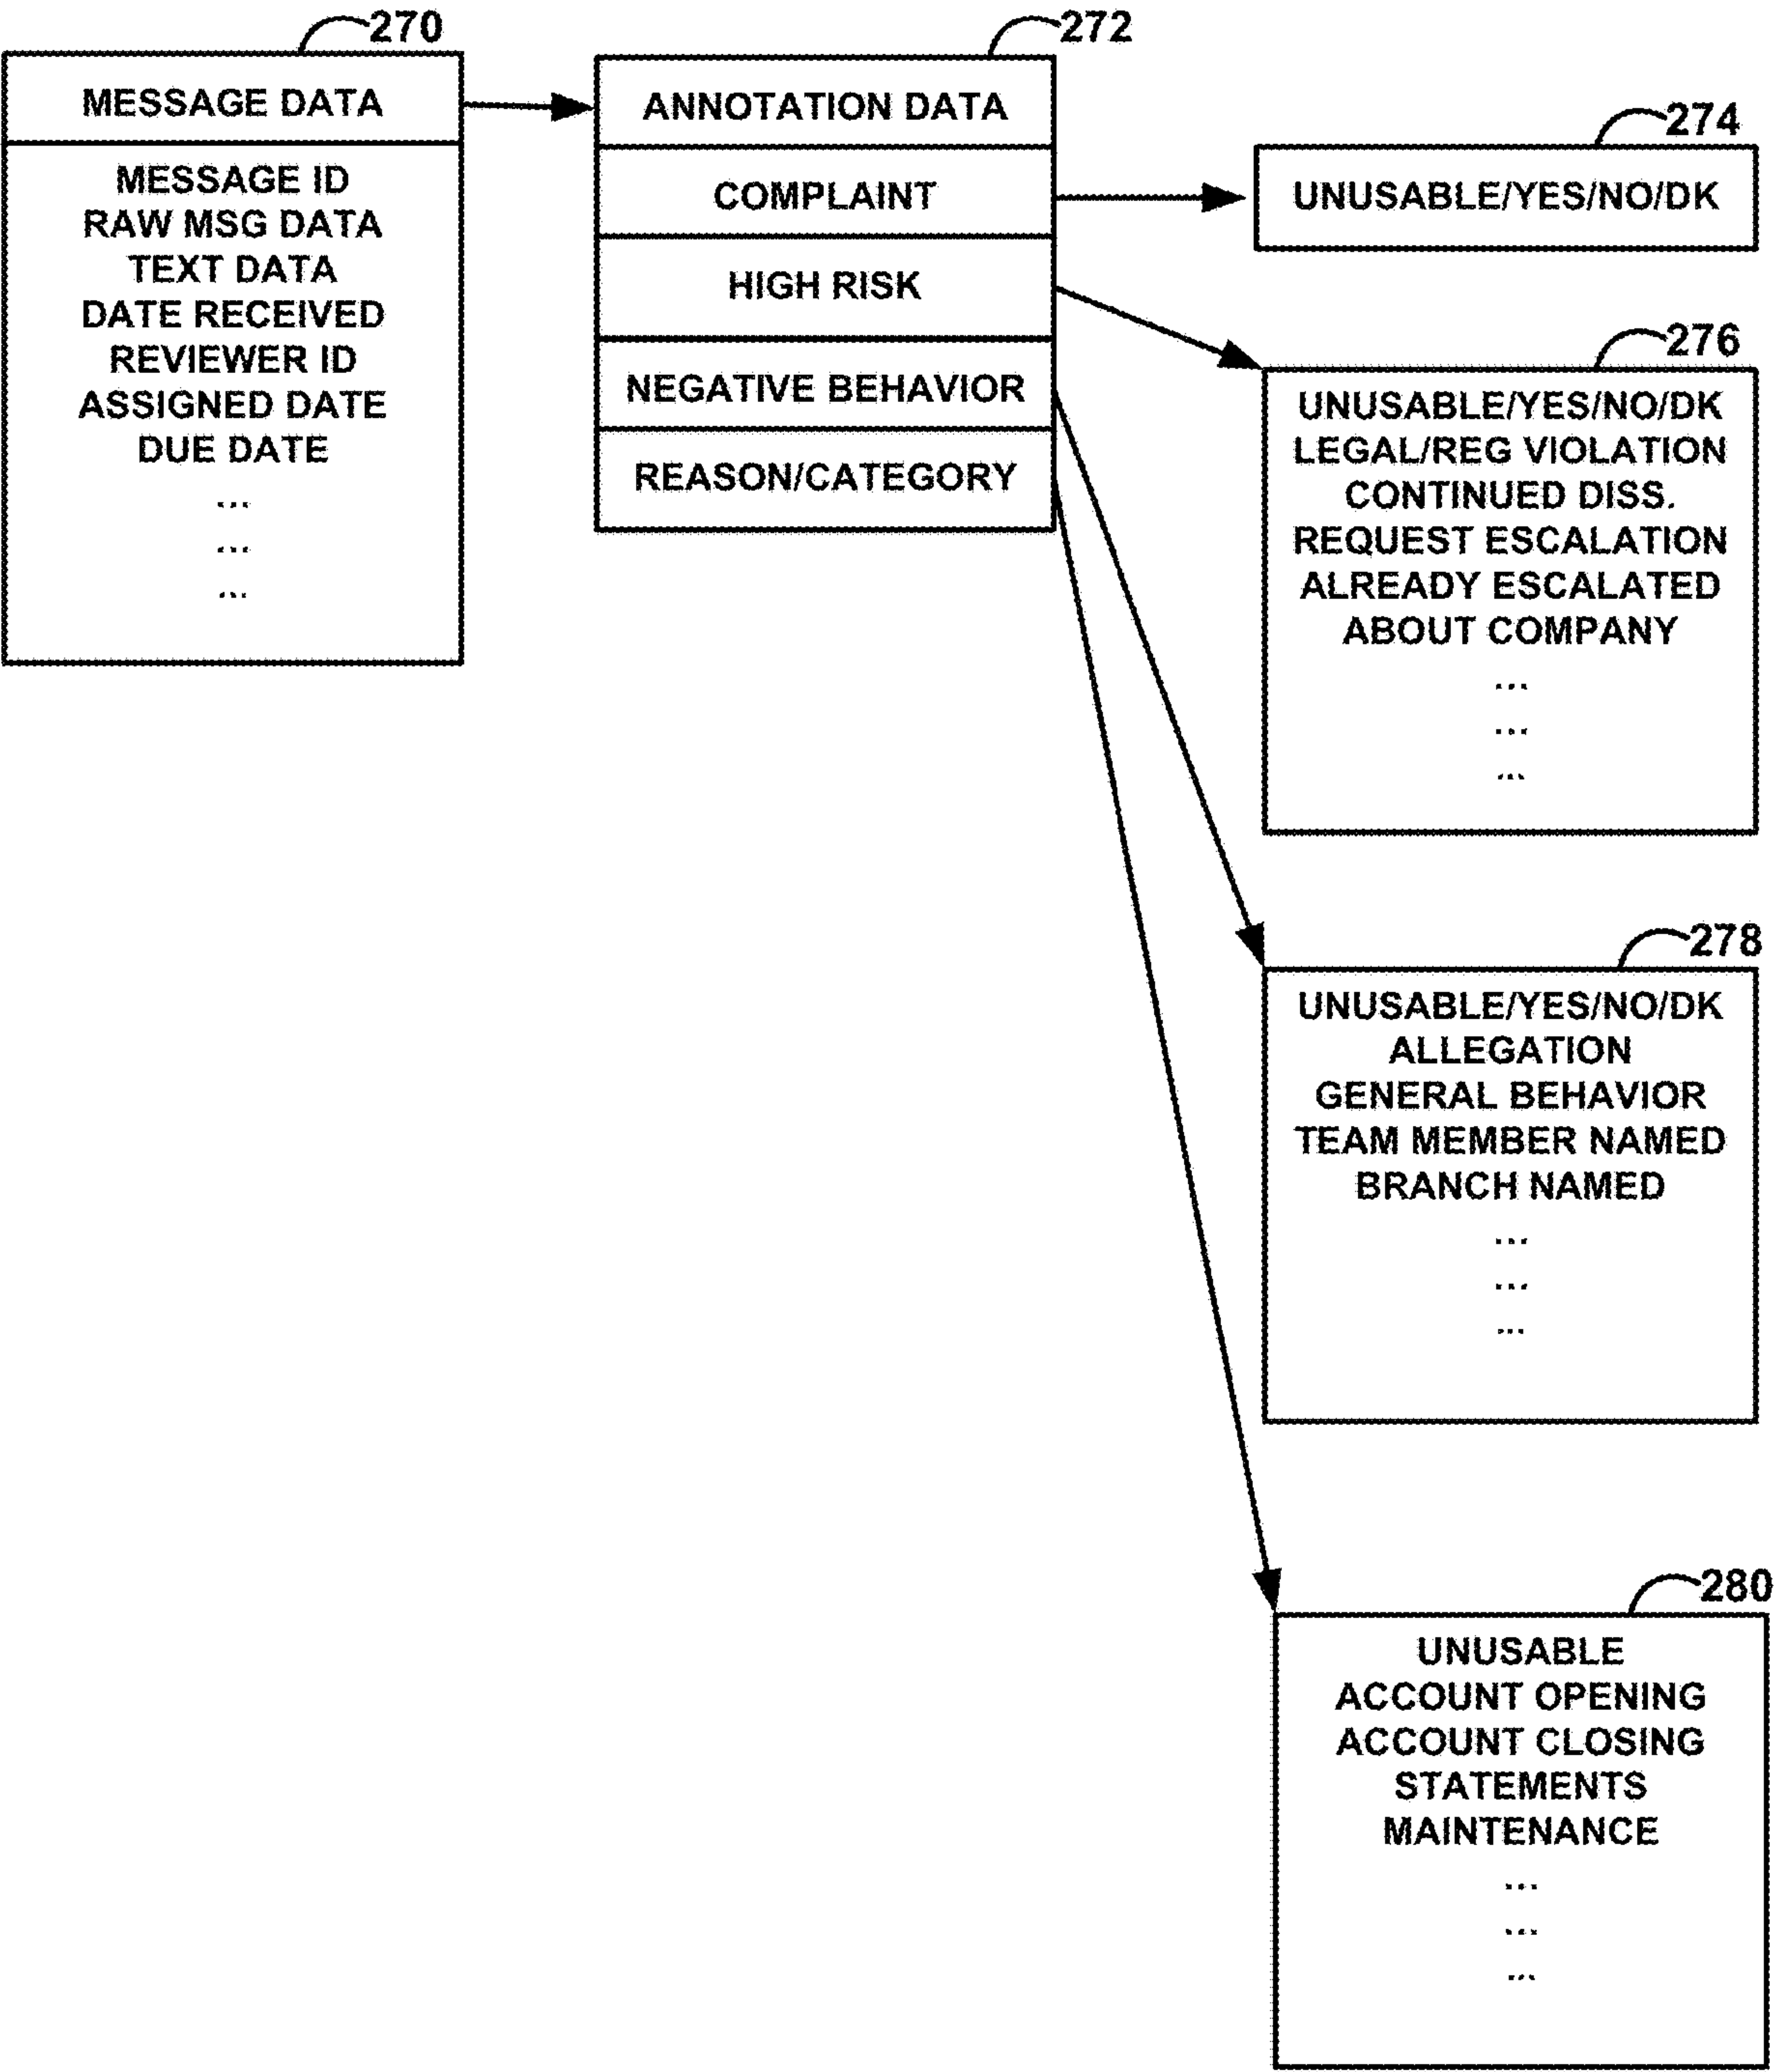 270
MESSAGE DATA
MESSAGE ID
RAW MSG DATA
TEXT DATA
DATE RECEIVED
REVIEWER ID
ASSIGNED DATE
DUE DATE
...
...
...
272
ANNOTATION DATA
COMPLAINT
HIGH RISK
NEGATIVE BEHAVIOR
REASON/CATEGORY
274
UNUSABLE/YES/NO/DK
276
UNUSABLE/YES/NO/DK
LEGAL/REG VIOLATION
CONTINUED DISS.
REQUEST ESCALATION
ALREADY ESCALATED
ABOUT COMPANY
...
...
...
278
UNUSABLE/YES/NO/DK
ALLEGATION
GENERAL BEHAVIOR
TEAM MEMBER NAMED
BRANCH NAMED
...
...
...
280
UNUSABLE
ACCOUNT OPENING
ACCOUNT CLOSING
STATEMENTS
MAINTENANCE
...
...
...